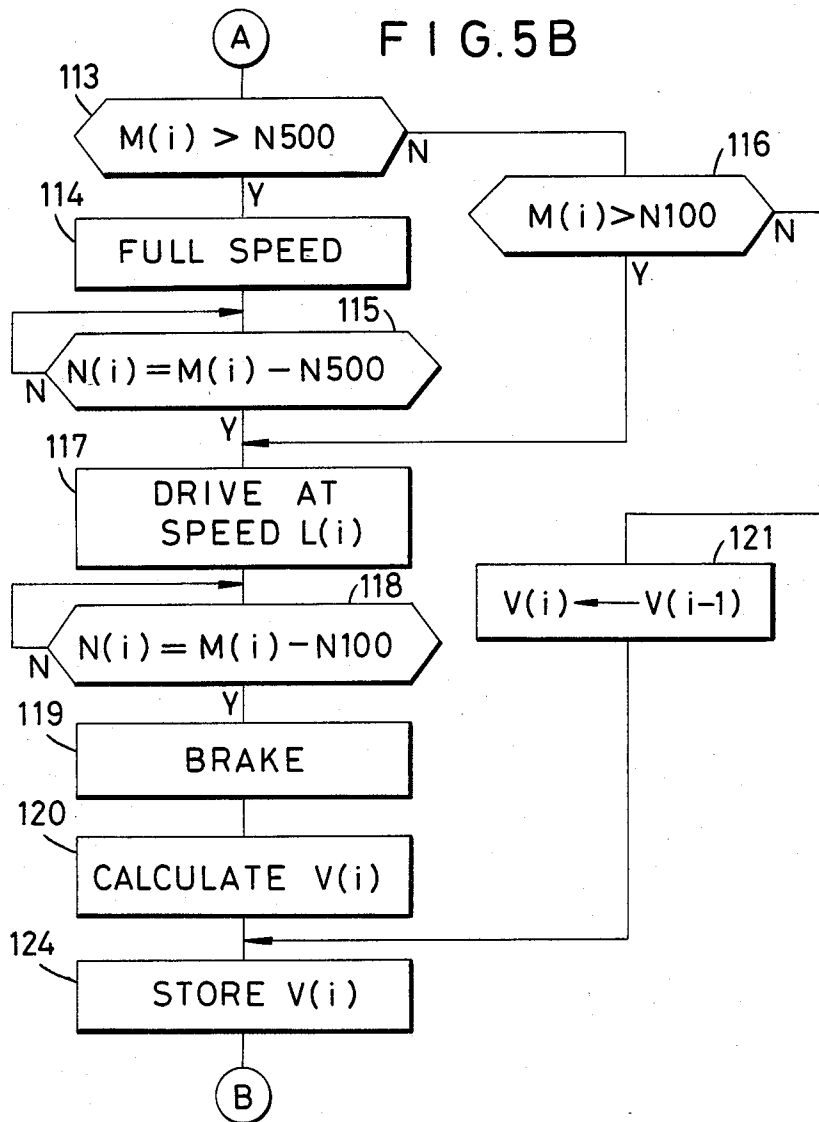 A
FIG.5B
113
M(i) > N500
N
116
Y
114
M(i)>N100
N
FULL SPEED
Y
115
N(i)=M(i)-N500
N
Y
117
DRIVE AT
SPEED L(i)
121
118
V(i) ← V(i-1)
N(i)=M(i)-N100
N
Y
119
BRAKE
120
CALCULATE V(i)
124
STORE V(i)
B